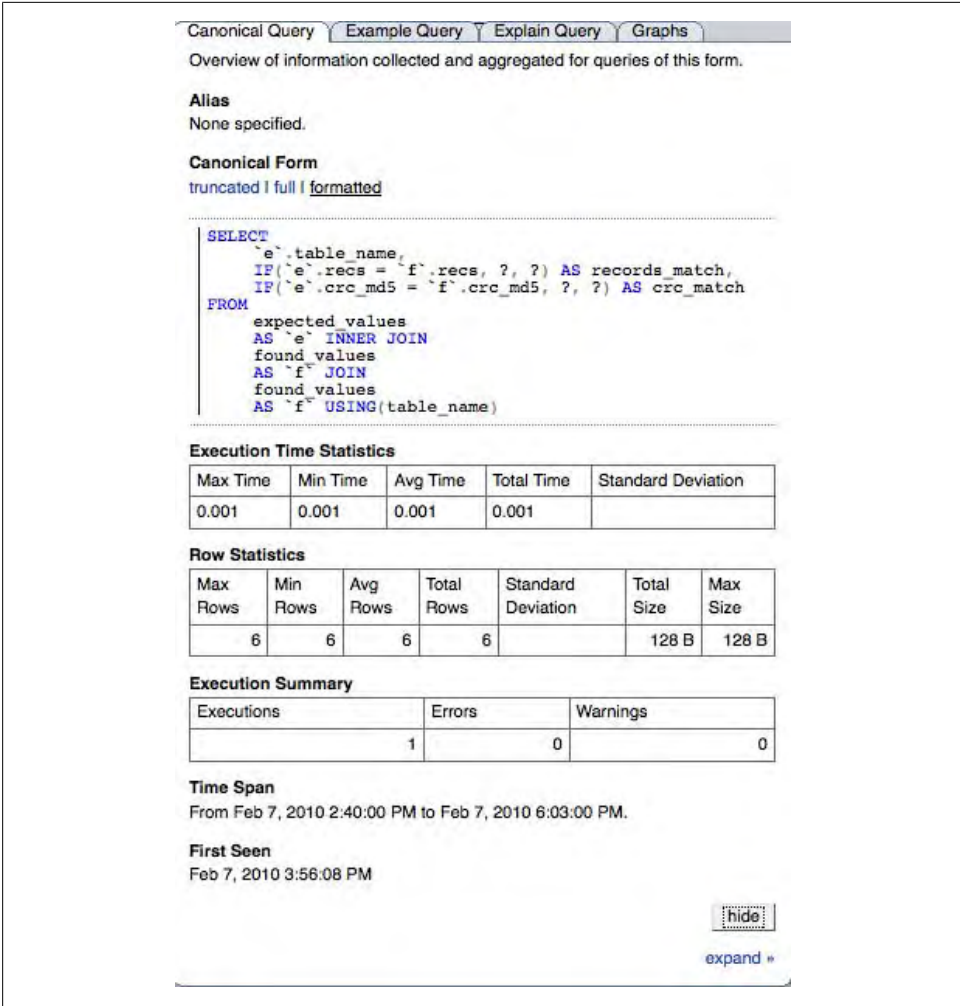 Canonical Query Example Query Explain Query Graphs
Overview of information collected and aggregated for queries of this form.
Alias
None specified.
Canonical Form
truncated | full | formatted
SELECT
`e`.table_name,
IF(`e`.recs = `f`.recs, ?, ?) AS records_match,
IF(`e`.crc_md5 = `f`.crc_md5, ?, ?) AS crc_match
FROM
expected_values
AS `e` INNER JOIN
found_values
AS `f` JOIN
found_values
AS `f` USING(table_name)
Execution Time Statistics
Max Time Min Time Avg Time Total Time Standard Deviation
0.001 0.001 0.001 0.001
Row Statistics
Max Rows Min Rows Avg Rows Total Rows Standard Deviation Total Size Max Size
6 6 6 6 128 B 128 B
Execution Summary
Executions Errors Warnings
1 0 0
Time Span
From Feb 7, 2010 2:40:00 PM to Feb 7, 2010 6:03:00 PM.
First Seen
Feb 7, 2010 3:56:08 PM
hide
expand »